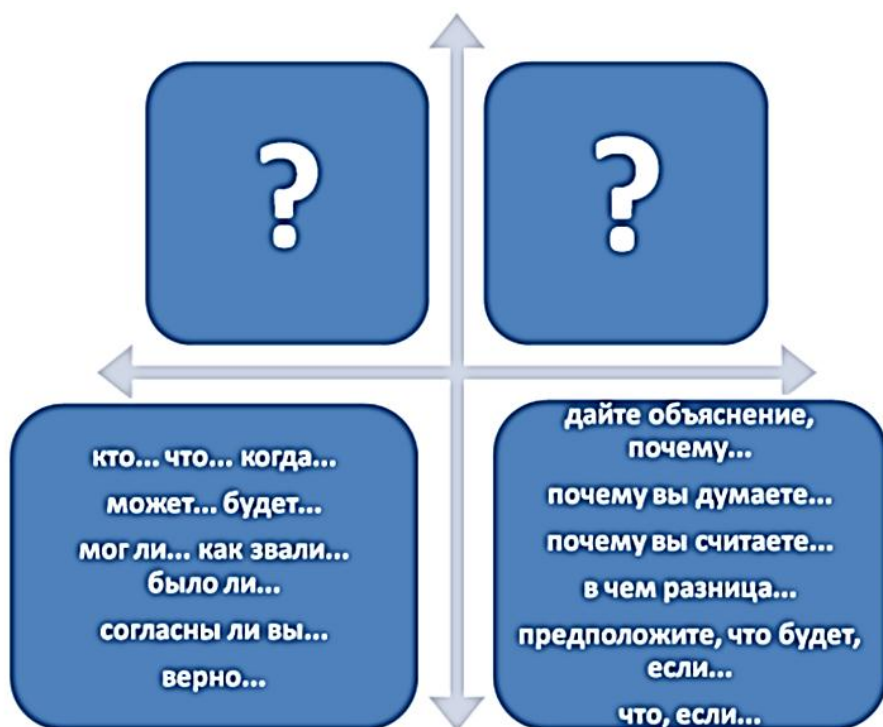 ?
?
кто... что... когда...
может... будет...
мог ли... как звали...
было ли...
согласны ли вы...
верно...
дайте объяснение,
почему...
почему вы думаете...
почему вы считаете...
в чем разница...
предположите, что будет,
если...
что, если...